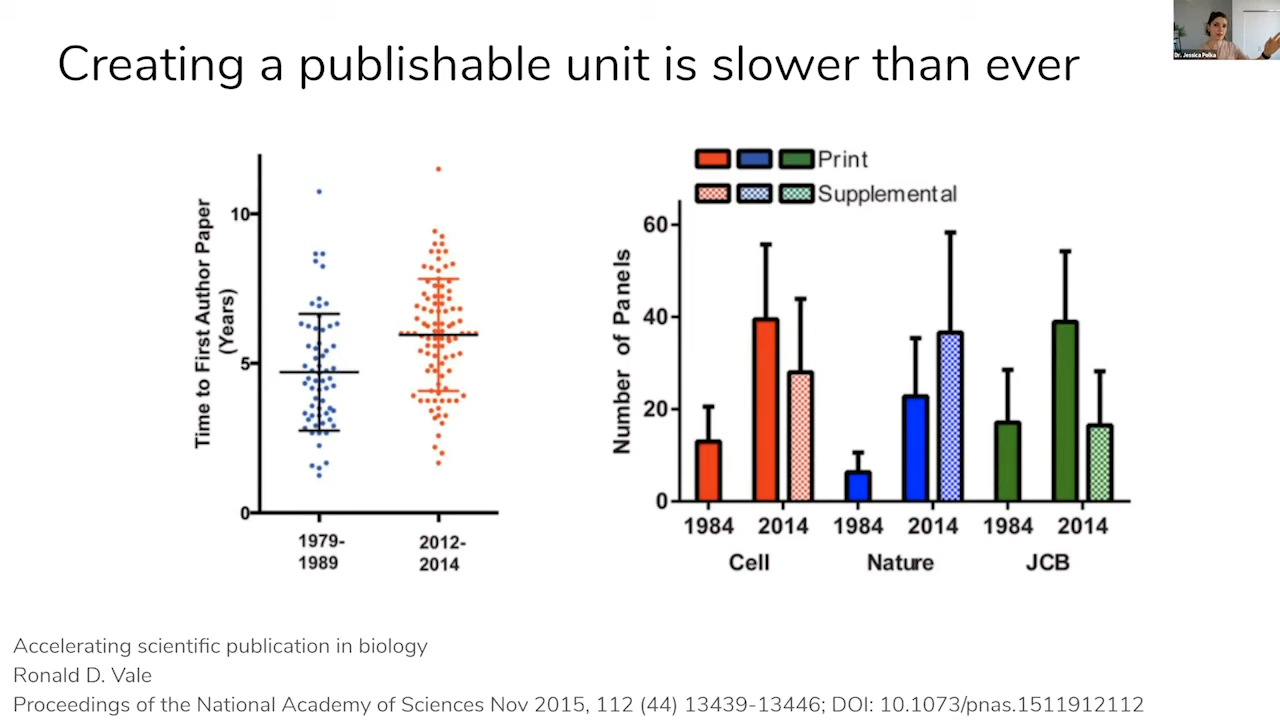 Creating a publishable unit is slower than ever
Dr. Jessica Polka
Time to First Author Paper
(Years)
10
5
0
1979-
1989
2012-
2014
Print
Supplemental
Number of Panels
60
40
20
0
1984 2014 1984 2014 1984 2014
Cell Nature JCB
Accelerating scientific publication in biology
Ronald D. Vale
Proceedings of the National Academy of Sciences Nov 2015, 112 (44) 13439-13446; DOI: 10.1073/pnas.1511912112